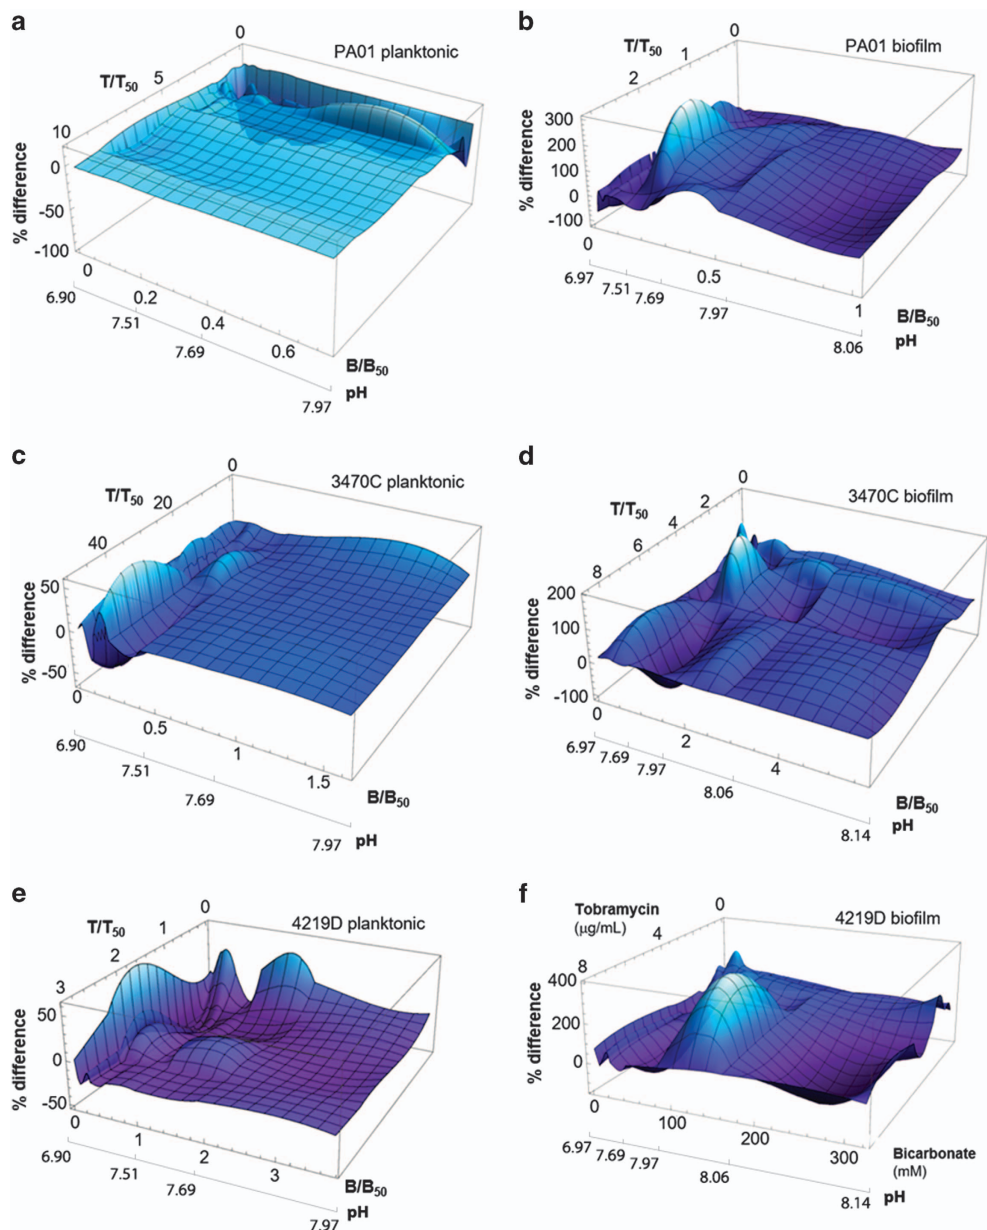 a
PA01 planktonic
T/T50
0
5
10
0
-50
-100
% difference
0
0.2
0.4
0.6
B/B50
6.90
7.51
7.69
7.97
pH
b
PA01 biofilm
T/T50
0
1
2
300
200
100
0
-100
% difference
0
0.5
1
B/B50
6.97
7.51
7.69
7.97
8.06
pH
c
3470C planktonic
T/T50
0
20
40
50
0
-50
% difference
0
0.5
1
1.5
B/B50
6.90
7.51
7.69
7.97
pH
d
3470C biofilm
T/T50
0
2
4
6
8
200
100
0
-100
% difference
0
2
4
B/B50
6.97
7.69
7.97
8.06
8.14
pH
e
4219D planktonic
T/T50
0
1
2
3
50
0
-50
% difference
0
1
2
3
B/B50
6.90
7.51
7.69
7.97
pH
f
4219D biofilm
Tobramycin
(μg/mL)
0
4
8
400
200
0
% difference
0
100
200
300
Bicarbonate
(mM)
6.97
7.69
7.97
8.06
8.14
pH